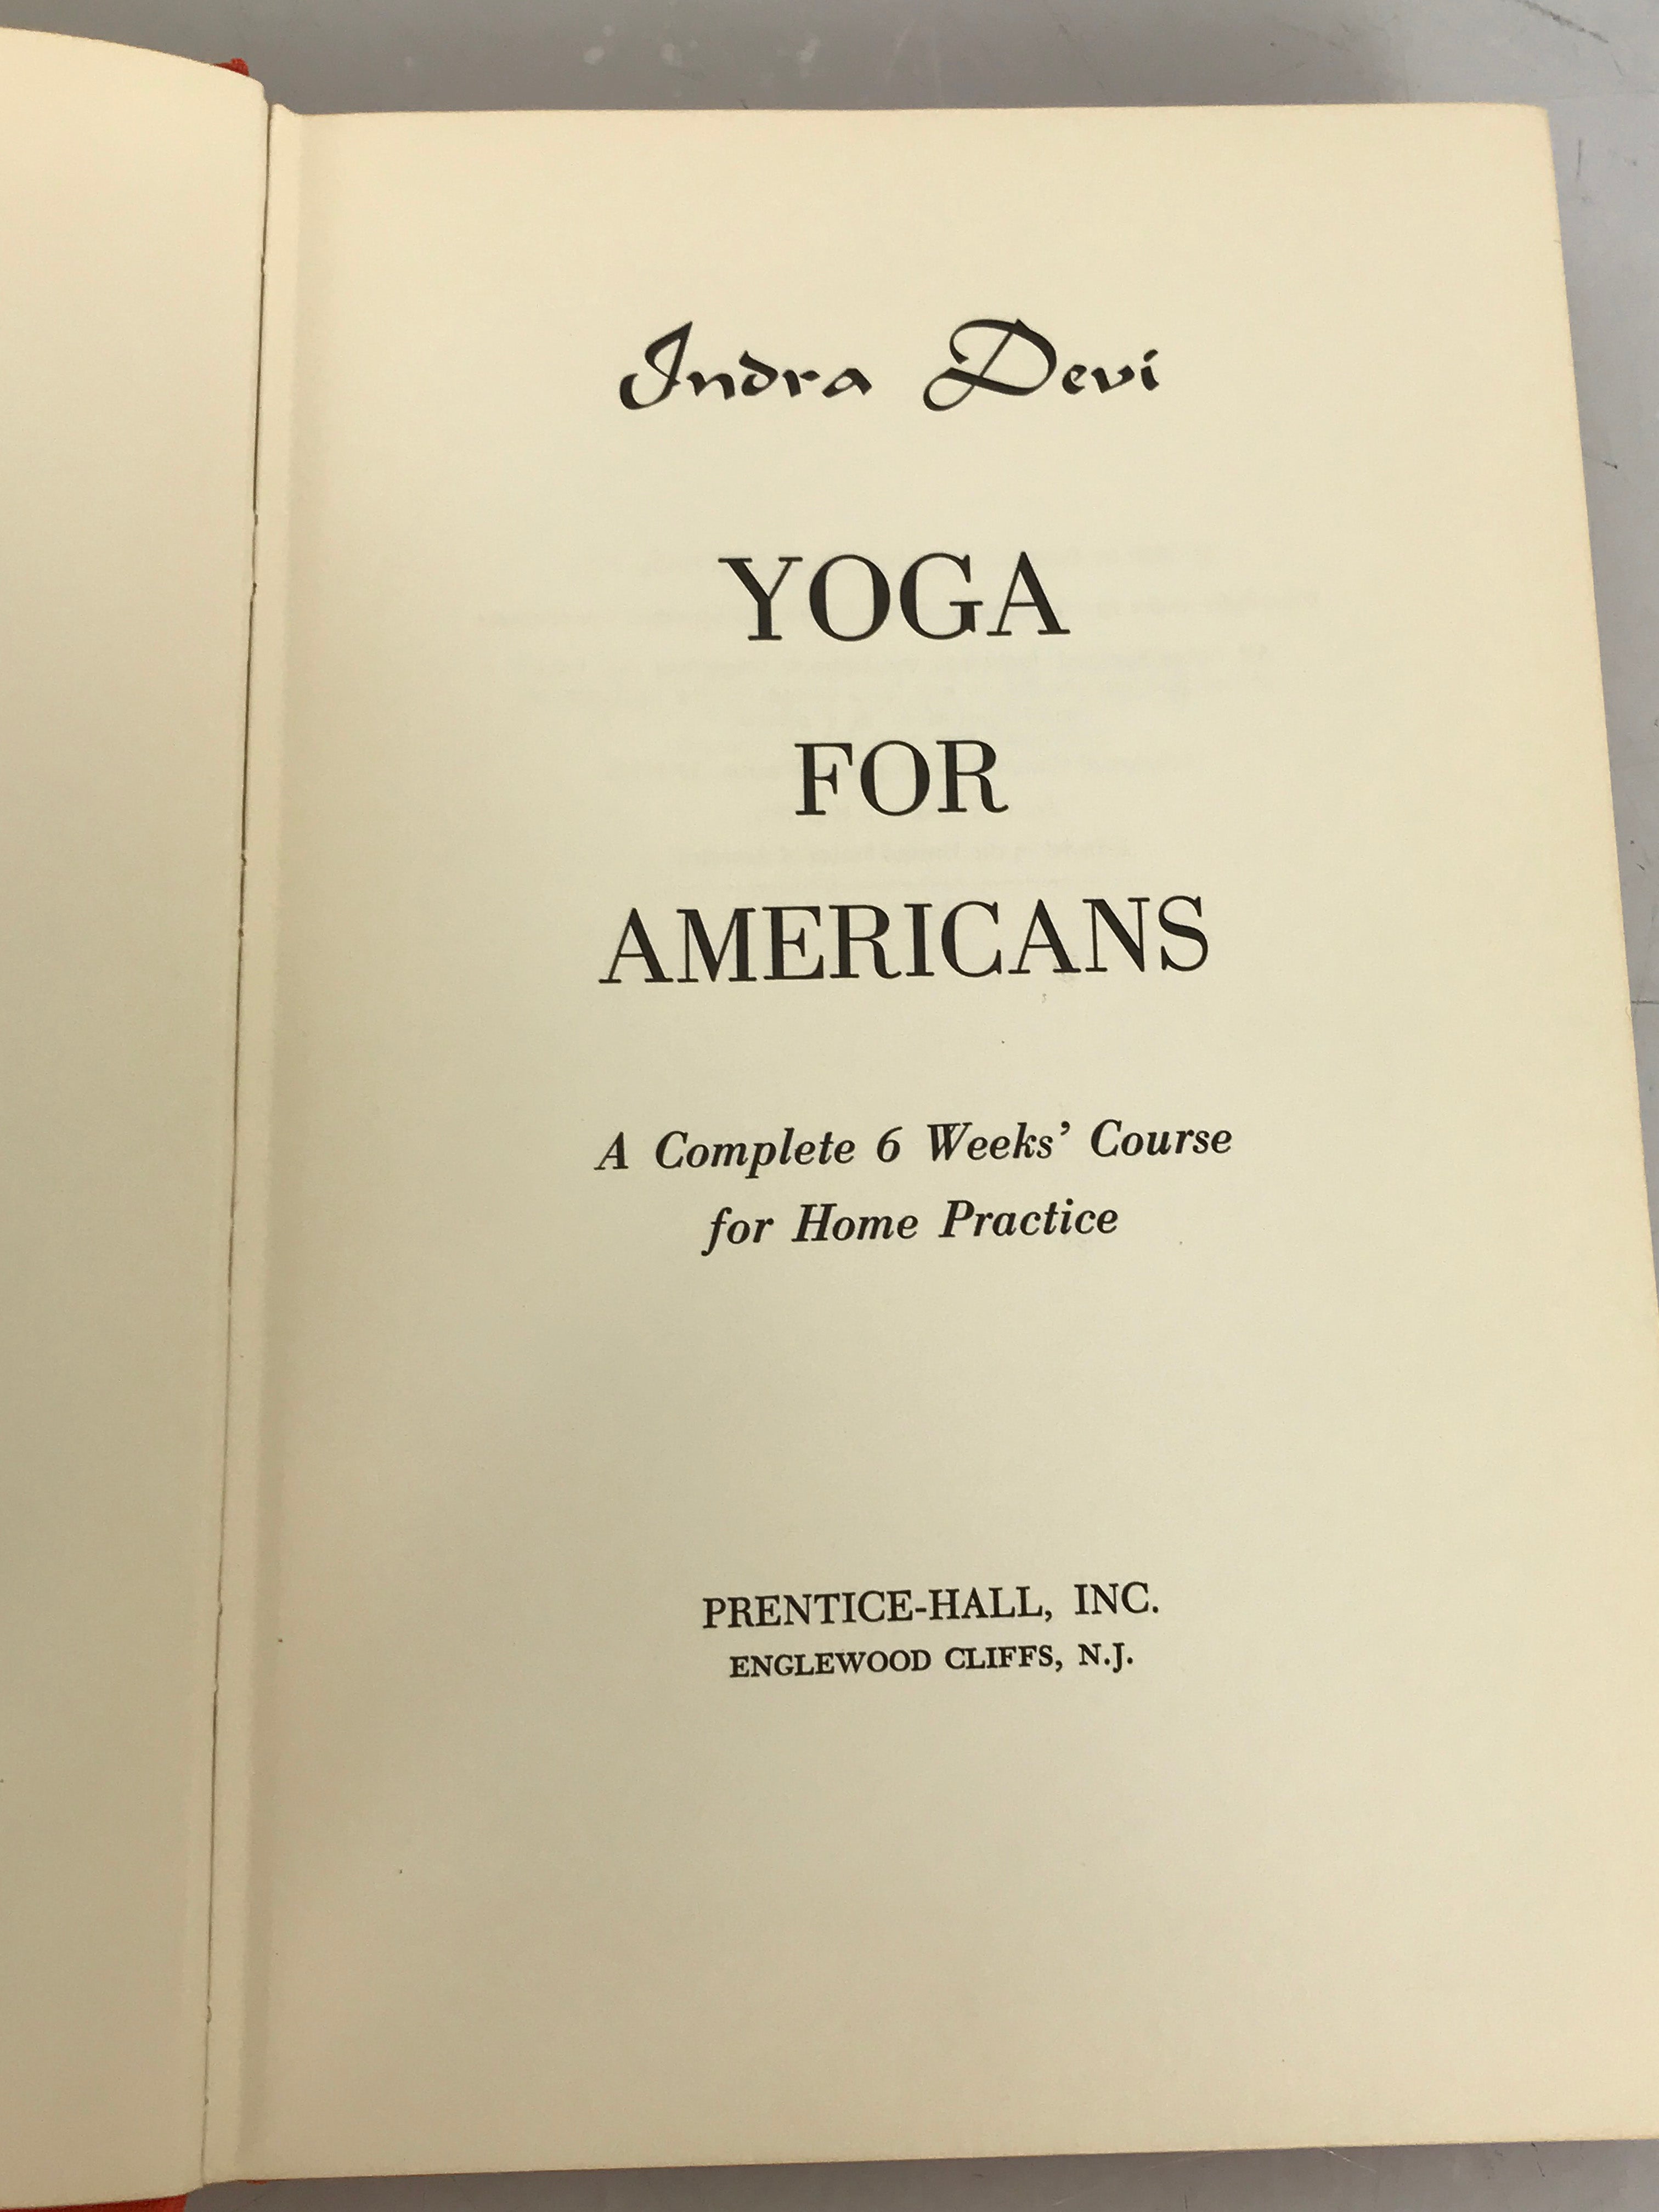 Indra Devi
YOGA
FOR
AMERICANS
A Complete 6 Weeks’ Course
for Home Practice
PRENTICE-HALL, INC.
ENGLEWOOD CLIFFS, N.J.